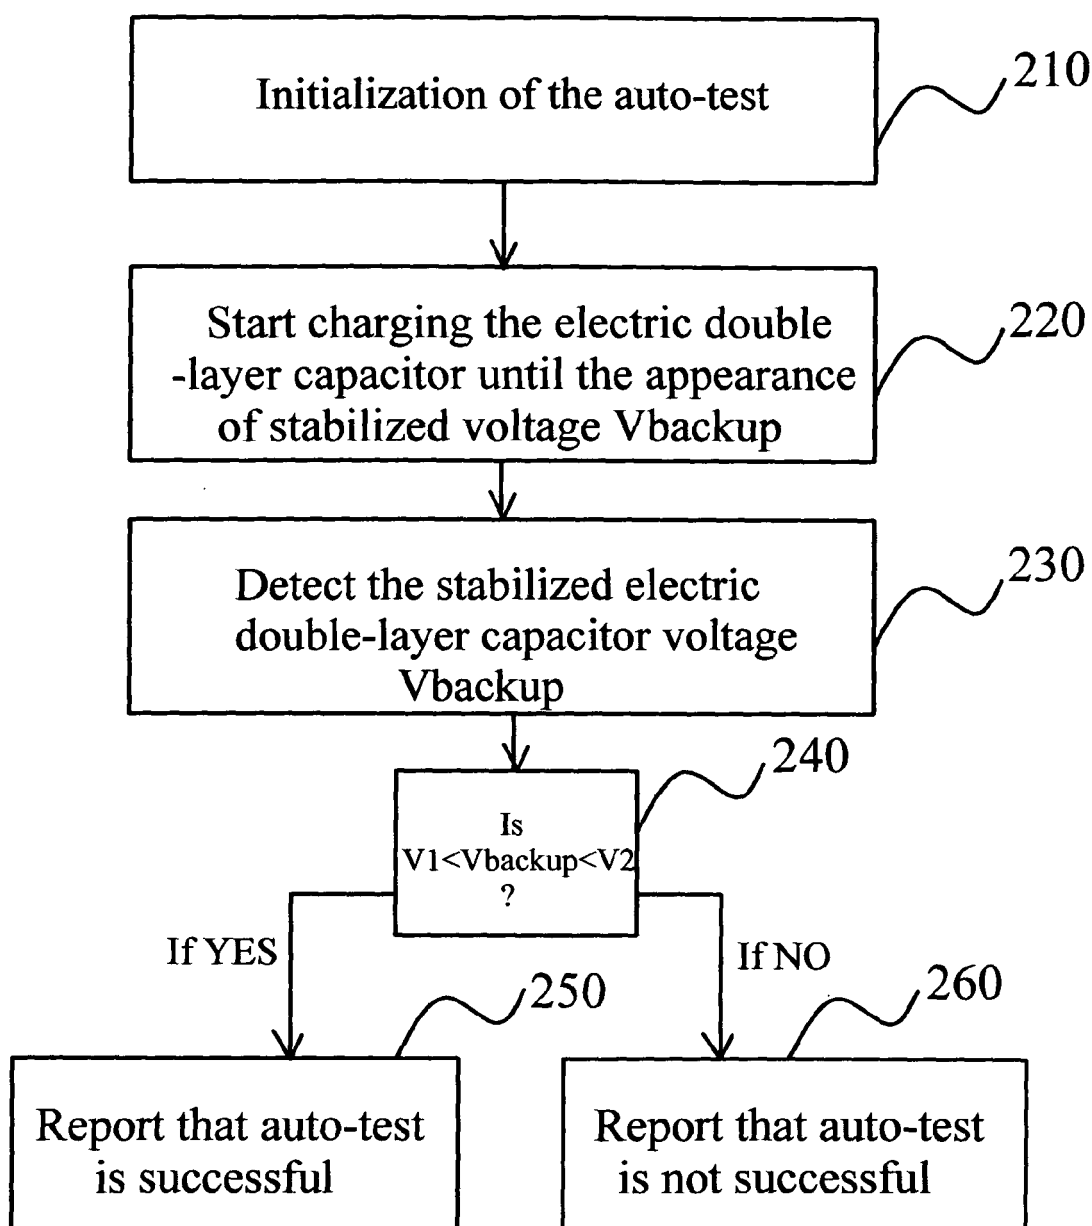 Initialization of the auto-test
210
Start charging the electric double
-layer capacitor until the appearance
of stabilized voltage Vbackup
220
Detect the stabilized electric
double-layer capacitor voltage
Vbackup
230
240
Is
V1<Vbackup<V2
?
If YES
If NO
250
260
Report that auto-test
is successful
Report that auto-test
is not successful